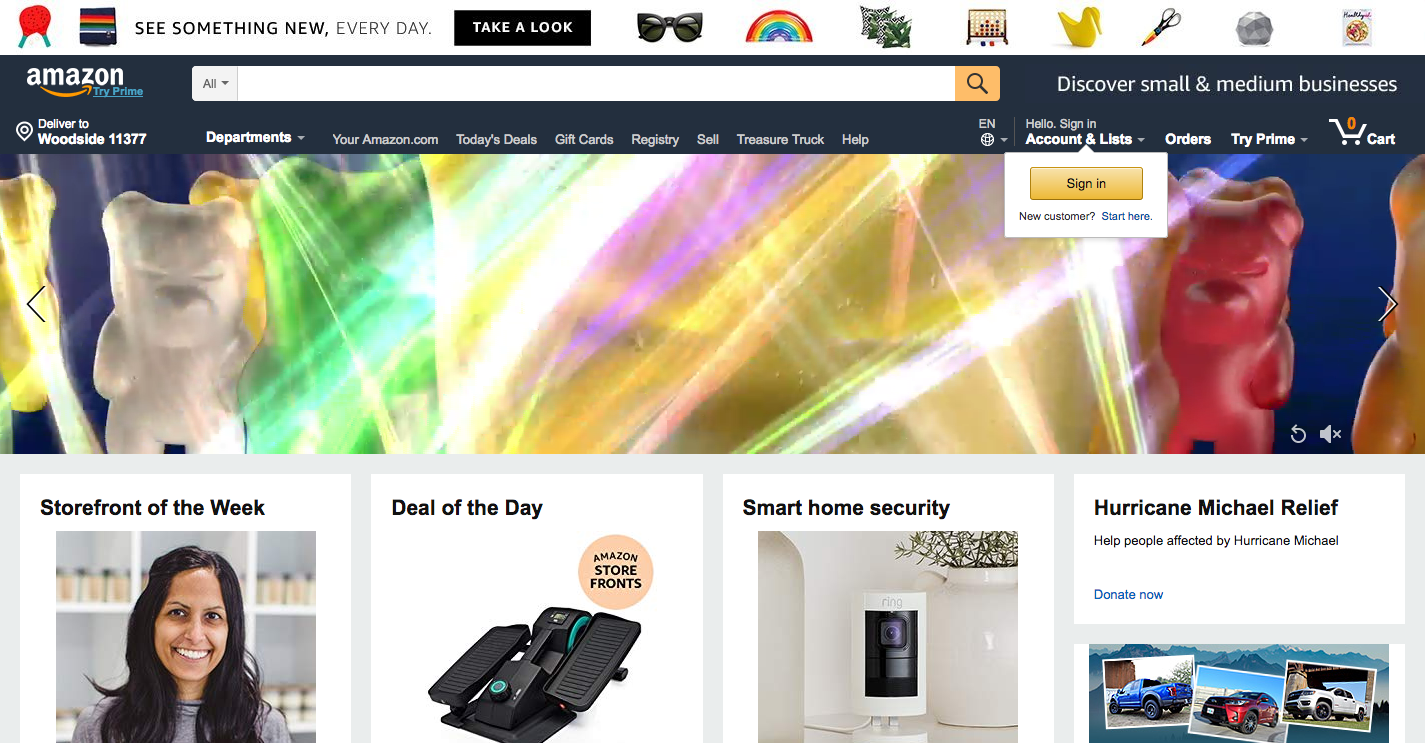 SEE SOMETHING NEW, EVERY DAY. TAKE A LOOK
amazon
Try Prime
All
Discover small & medium businesses
Deliver to
Woodside 11377
Departments
Your Amazon.com Today's Deals Gift Cards Registry Sell Treasure Truck Help
EN
Hello. Sign in
Account & Lists
Orders
Try Prime
0
Cart
Sign in
New customer? Start here.
Storefront of the Week
Deal of the Day
AMAZON
STORE
FRONTS
Smart home security
ring
Hurricane Michael Relief
Help people affected by Hurricane Michael
Donate now